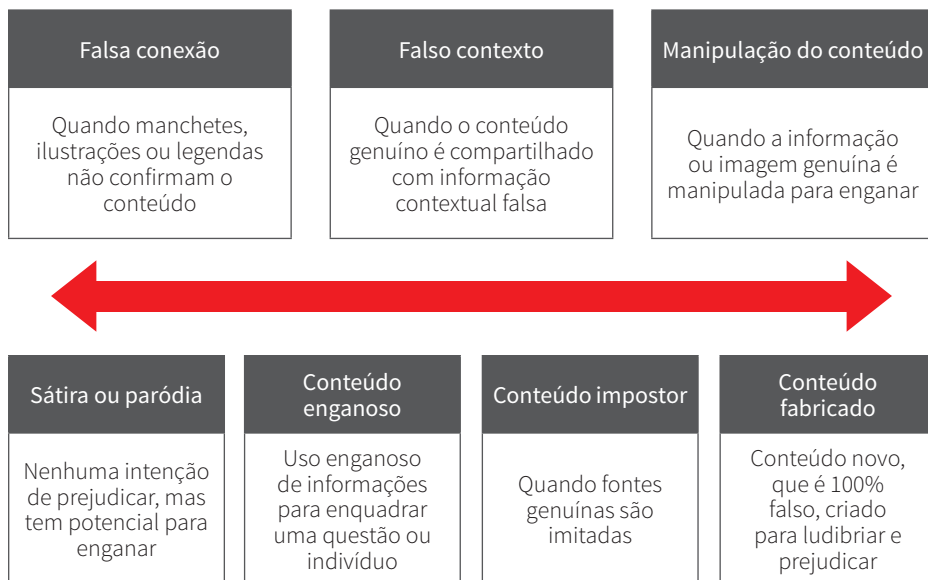 Falsa conexão
Quando manchetes,
ilustrações ou legendas
não confirmam o
conteúdo
Falso contexto
Quando o conteúdo
genuíno é compartilhado
com informação
contextual falsa
Manipulação do conteúdo
Quando a informação
ou imagem genuína é
manipulada para enganar
Sátira ou paródia
Nenhuma intenção
de prejudicar, mas
tem potencial para
enganar
Conteúdo
enganoso
Uso enganoso
de informações
para enquadrar
uma questão ou
indivíduo
Conteúdo impostor
Quando fontes
genuínas são
imitadas
Conteúdo
fabricado
Conteúdo novo,
que é 100%
falso, criado
para ludibriar e
prejudicar